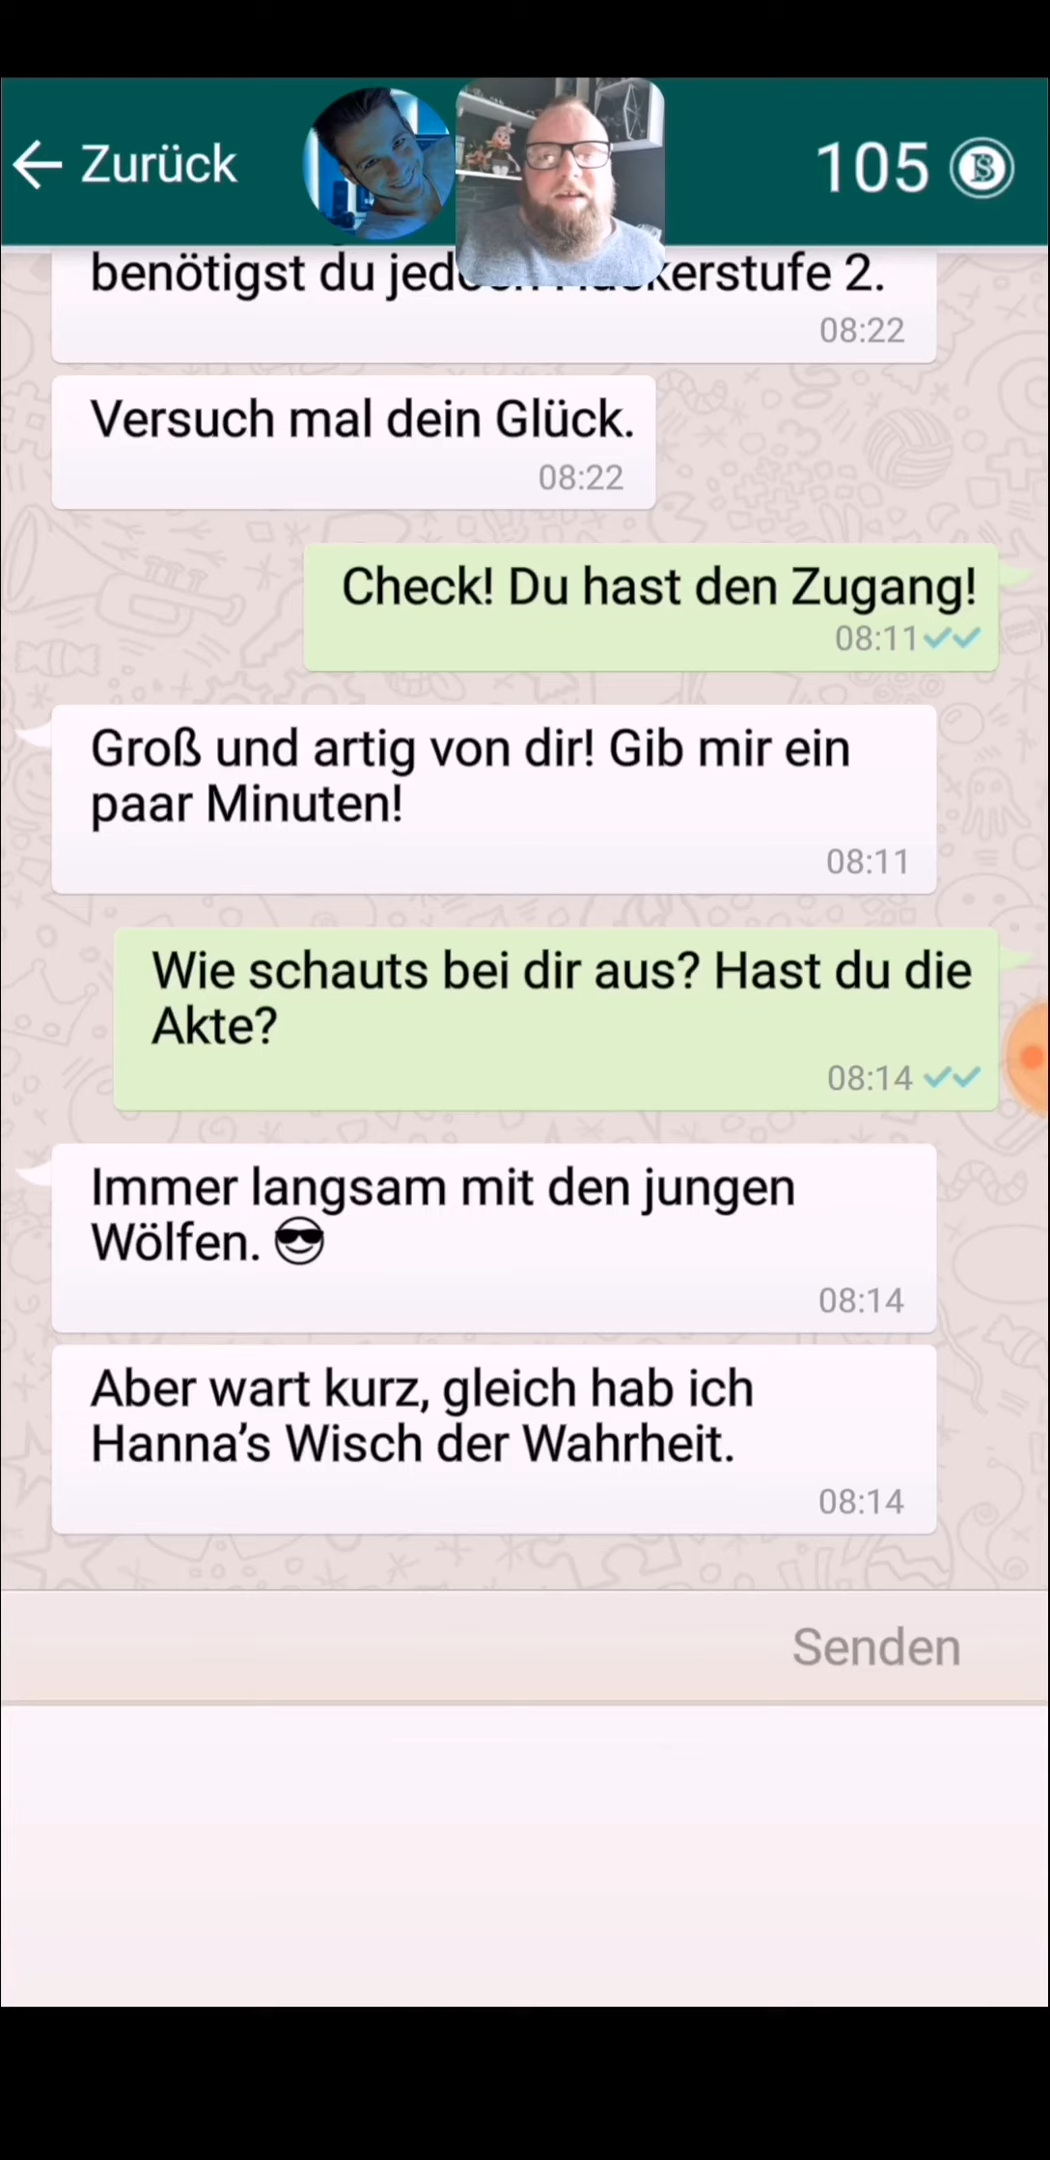 ← Zurück
105
benötigst du kerstufe 2.
08:22
Versuch mal dein Glück.
08:22
Check! Du hast den Zugang!
08:11
Groß und artig von dir! Gib mir ein
paar Minuten!
08:11
Wie schauts bei dir aus? Hast du die
Akte?
08:14
Immer langsam mit den jungen
Wölfen. 😎
08:14
Aber wart kurz, gleich hab ich
Hanna’s Wisch der Wahrheit.
08:14
Senden